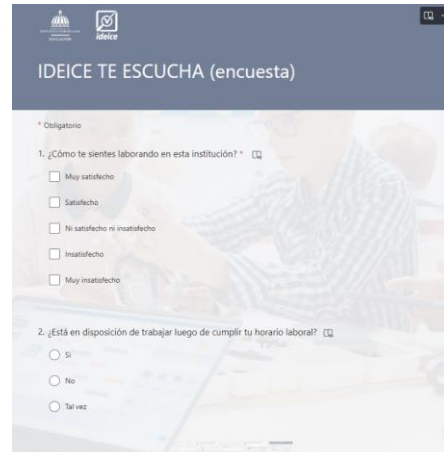 EDUCACIÓN
ideice
IDEICE TE ESCUCHA (encuesta)
* Obligatorio
1. ¿Cómo te sientes laborando en esta institución? *
Muy satisfecho
Satisfecho
Ni satisfecho ni insatisfecho
Insatisfecho
Muy insatisfecho
2. ¿Está en disposición de trabajar luego de cumplir tu horario laboral?
Si
No
Tal vez